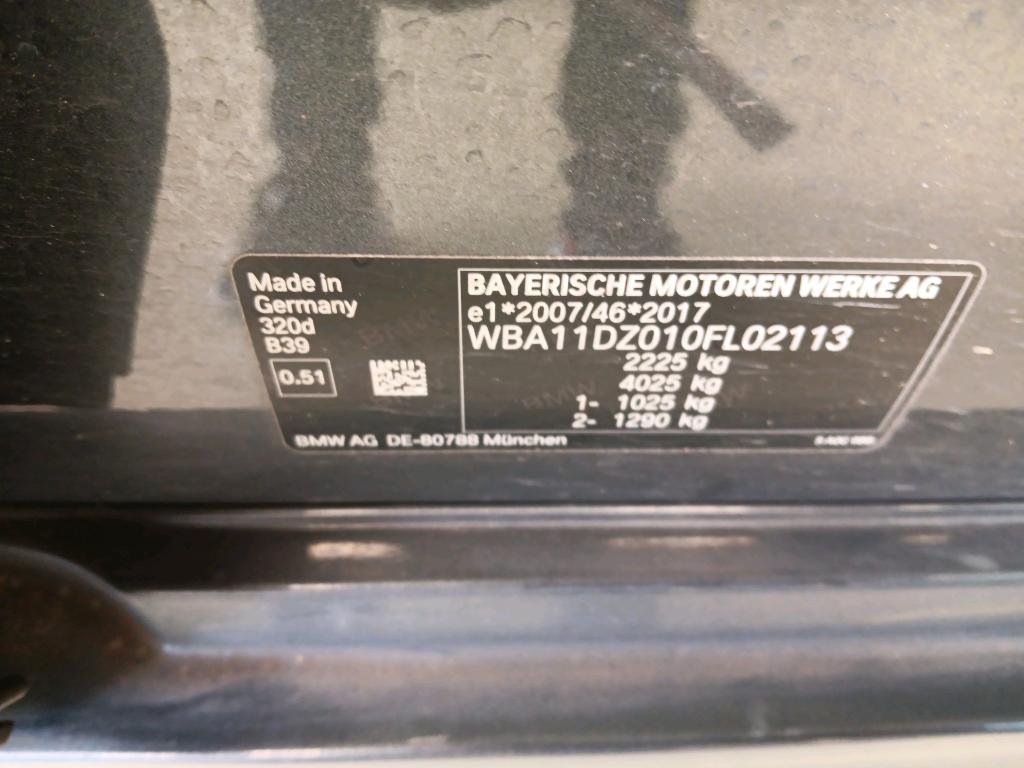 Made in
Germany
320d
B39
0.51
BAYERISCHE MOTOREN WERKE AG
e1*2007/46*2017
WBA11DZ010FL02113
2225 kg
4025 kg
1- 1025 kg
2- 1290 kg
BMW AG DE-80788 München